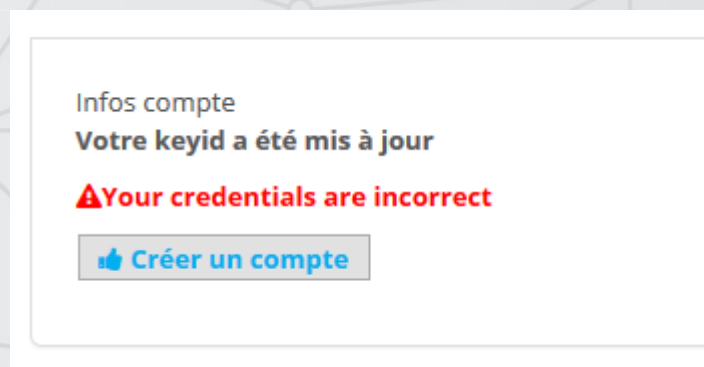 Infos compte
Votre keyid a été mis à jour
Your credentials are incorrect
Créer un compte